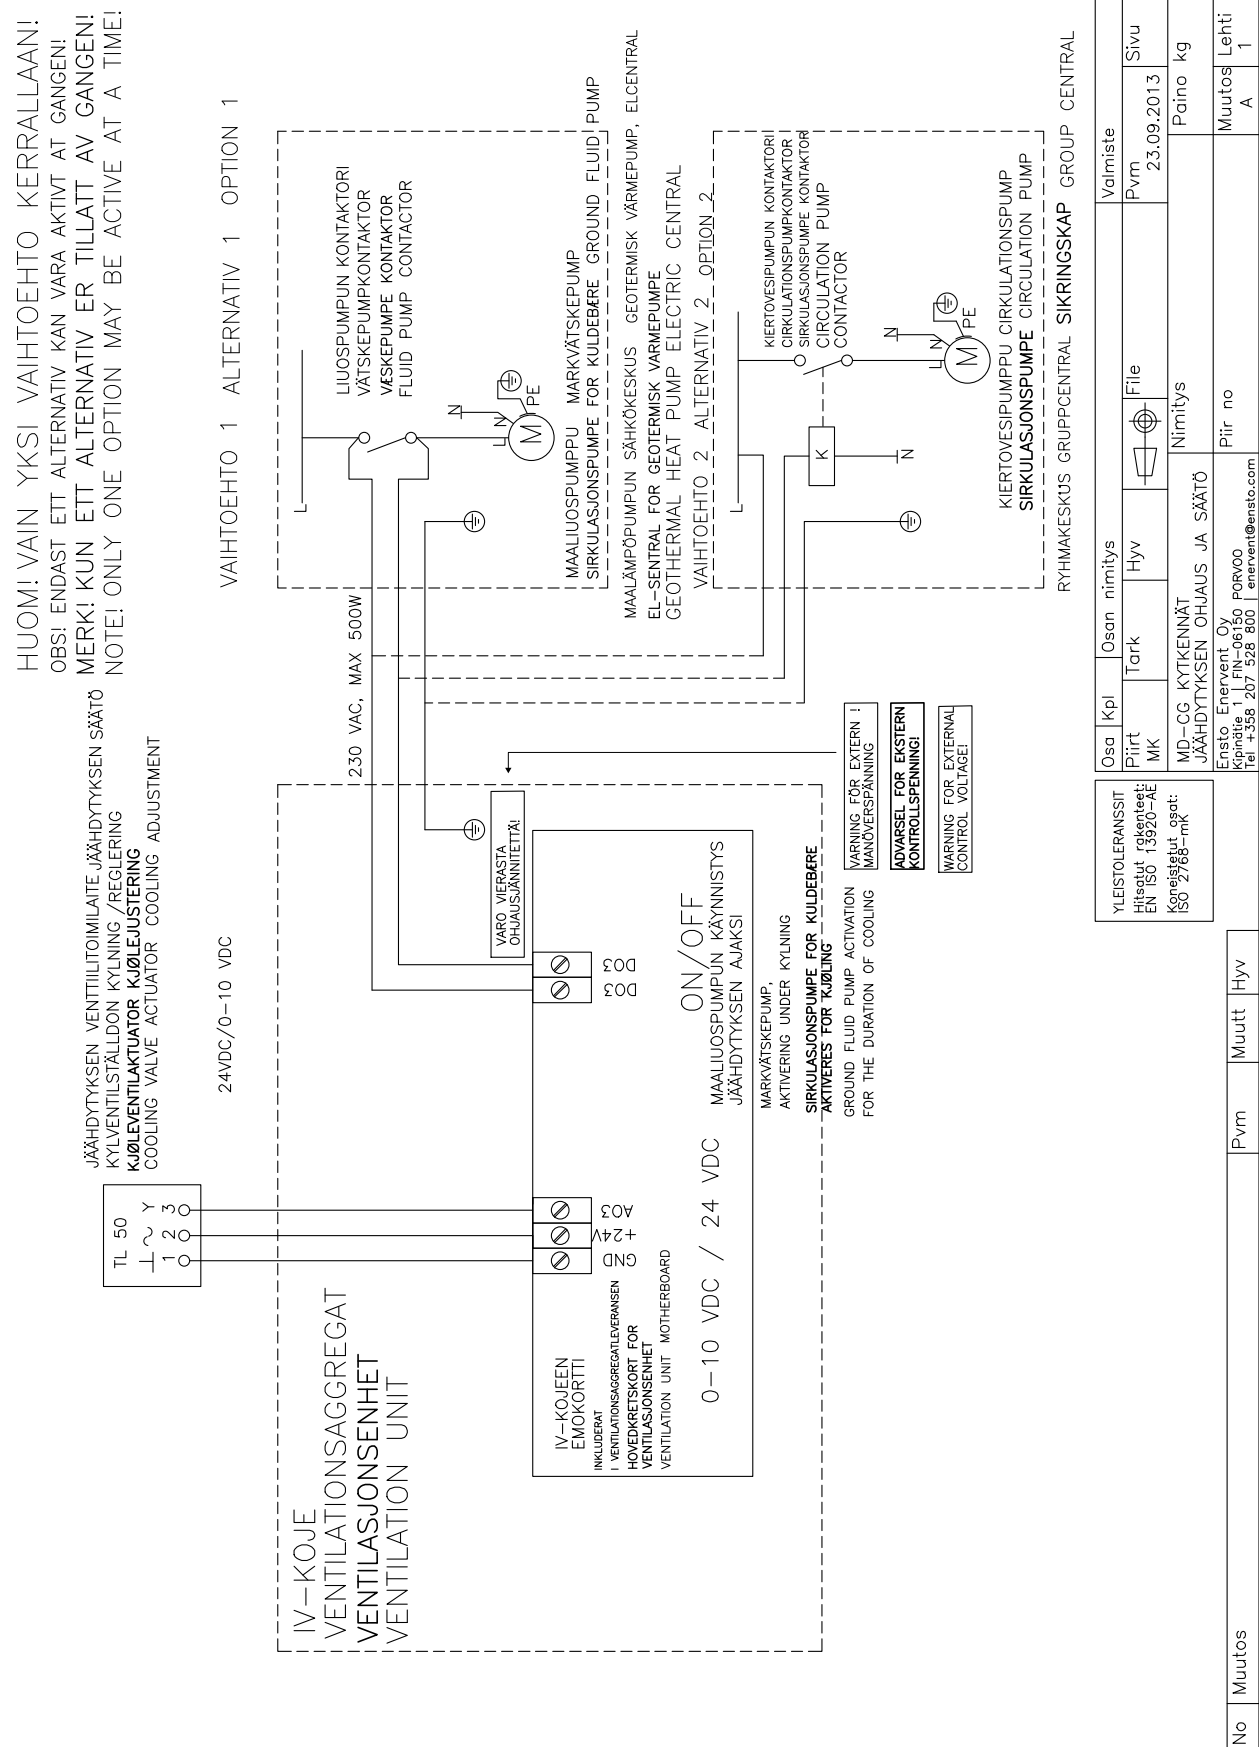 HUOM! VAIN YKSI VAIHTOEHTO KERRALLAAN!
OBS! ENDAST ETT ALTERNATIV KAN VARA AKTIVT AT GANGEN!
MERK! KUN ETT ALTERNATIV ER TILLATT AV GANGEN!
NOTE! ONLY ONE OPTION MAY BE ACTIVE AT A TIME!
JÄÄHDYTYKSEN VENTTIILITOIMILAITE JÄÄHDYTYKSEN SÄÄTÖ
KYLVENTILSTÄLLDON KYLNING /REGLERING
KJØLEVENTILAKTUATOR KJØLEJUSTERING
COOLING VALVE ACTUATOR COOLING ADJUSTMENT
TL 50
⊥ ~ Y
1 2 3
24VDC/0-10 VDC
VAIHTOEHTO 1 ALTERNATIV 1 OPTION 1
IV-KOJE
VENTILATIONSAGGREGAT
VENTILASJONSENHET
VENTILATION UNIT
230 VAC, MAX 500W
L
LIUOSPUMPUN KONTAKTORI
VÄTSKEPUMPKONTAKTOR
VÆSKEPUMPE KONTAKTOR
FLUID PUMP CONTACTOR
N
L
N
M
PE
MAALIUOSPUMPPU MARKVÄTSKEPUMP
SIRKULASJONSPUMPE FOR KULDEBÆRE GROUND FLUID PUMP
MAALÄMPÖPUMPUN SÄHKÖKESKUS GEOTERMISK VÄRMEPUMP, ELCENTRAL
EL-SENTRAL FOR GEOTERMISK VARMEPUMPE
GEOTHERMAL HEAT PUMP ELECTRIC CENTRAL
VAIHTOEHTO 2 ALTERNATIV 2 OPTION 2
L
KIERTOVESIPUMPUN KONTAKTORI
CIRKULATIONSPUMPKONTAKTOR
SIRKULASJONSPUMPE KONTAKTOR
CIRCULATION PUMP
CONTACTOR
K
N
N
L
N
M
PE
KIERTOVESIPUMPPU CIRKULATIONSPUMP
SIRKULASJONSPUMPE CIRCULATION PUMP
RYHMAKESKUS GRUPPCENTRAL SIKRINGSKAP GROUP CENTRAL
VARO VIERASTA
OHJAUSJÄNNITETTÄ!
VARNING FÖR EXTERN !
MANÖVERSPÄNNING
ADVARSEL FOR EKSTERN
KONTROLLSPENNING!
WARNING FOR EXTERNAL
CONTROL VOLTAGE!
GND
+24V
AO3
DO3
DO3
IV-KOJEEN
EMOKORTTI
INKLUDERAT
I VENTILATIONSAGGREGATLEVERANSEN
HOVEDKRETSKORT FOR
VENTILASJONSENHET
VENTILATION UNIT MOTHERBOARD
0-10 VDC / 24 VDC
ON/OFF
MAALIUOSPUMPUN KÄYNNISTYS
JÄÄHDYTYKSEN AJAKSI
MARKVÄTSKEPUMP,
AKTIVERING UNDER KYLNING
SIRKULASJONSPUMPE FOR KULDEBÆRE
AKTIVERES FOR KJØLING
GROUND FLUID PUMP ACTIVATION
FOR THE DURATION OF COOLING
YLEISTOLERANSSIT
Hitsatut rakenteet:
EN ISO 13920-AE
Koneistetut osat:
ISO 2768-mK
Osa Kpl Osan nimitys Valmiste
Piirt Tark Hyv File Pvm Sivu
MK 23.09.2013
MD-CG KYTKENNÄT
JÄÄHDYTYKSEN OHJAUS JA SÄÄTÖ
Nimitys Paino kg
Ensto Enervent Oy
Kipinätie 1 | FIN-06150 PORVOO
Tel +358 207 528 800 | enervent@ensto.com
Piir no Muutos Lehti
A 1
No Muutos Pvm Muutt Hyv